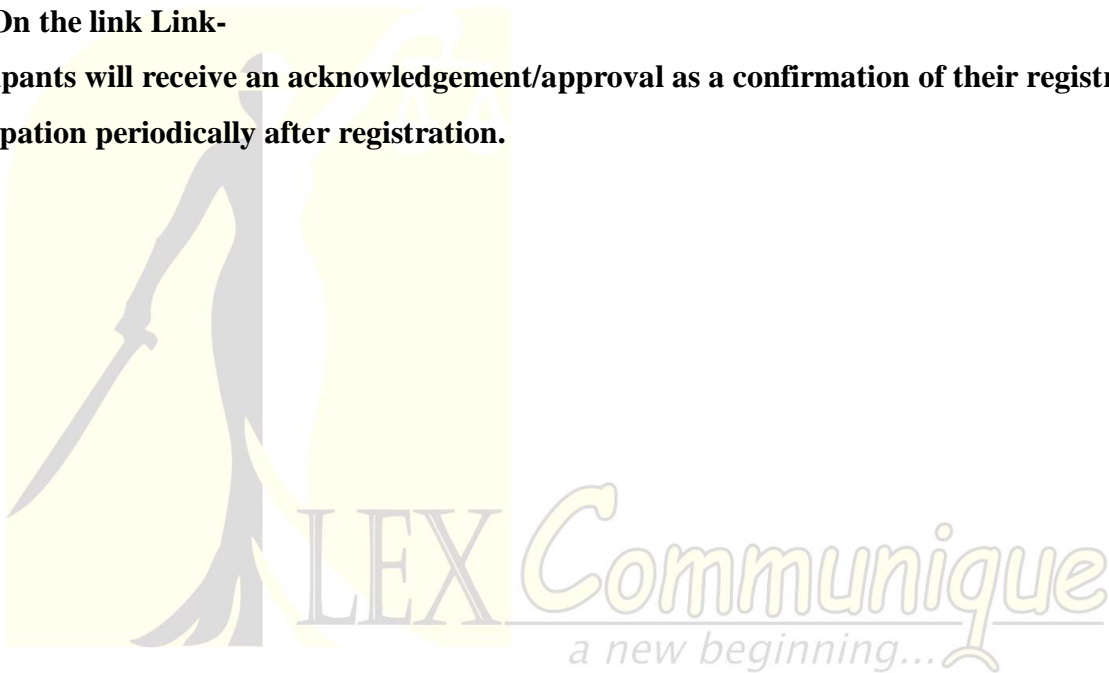 On the link Link-
pants will receive an acknowledgement/approval as a confirmation of their registr
pation periodically after registration.
LEX Communique
a new beginning...